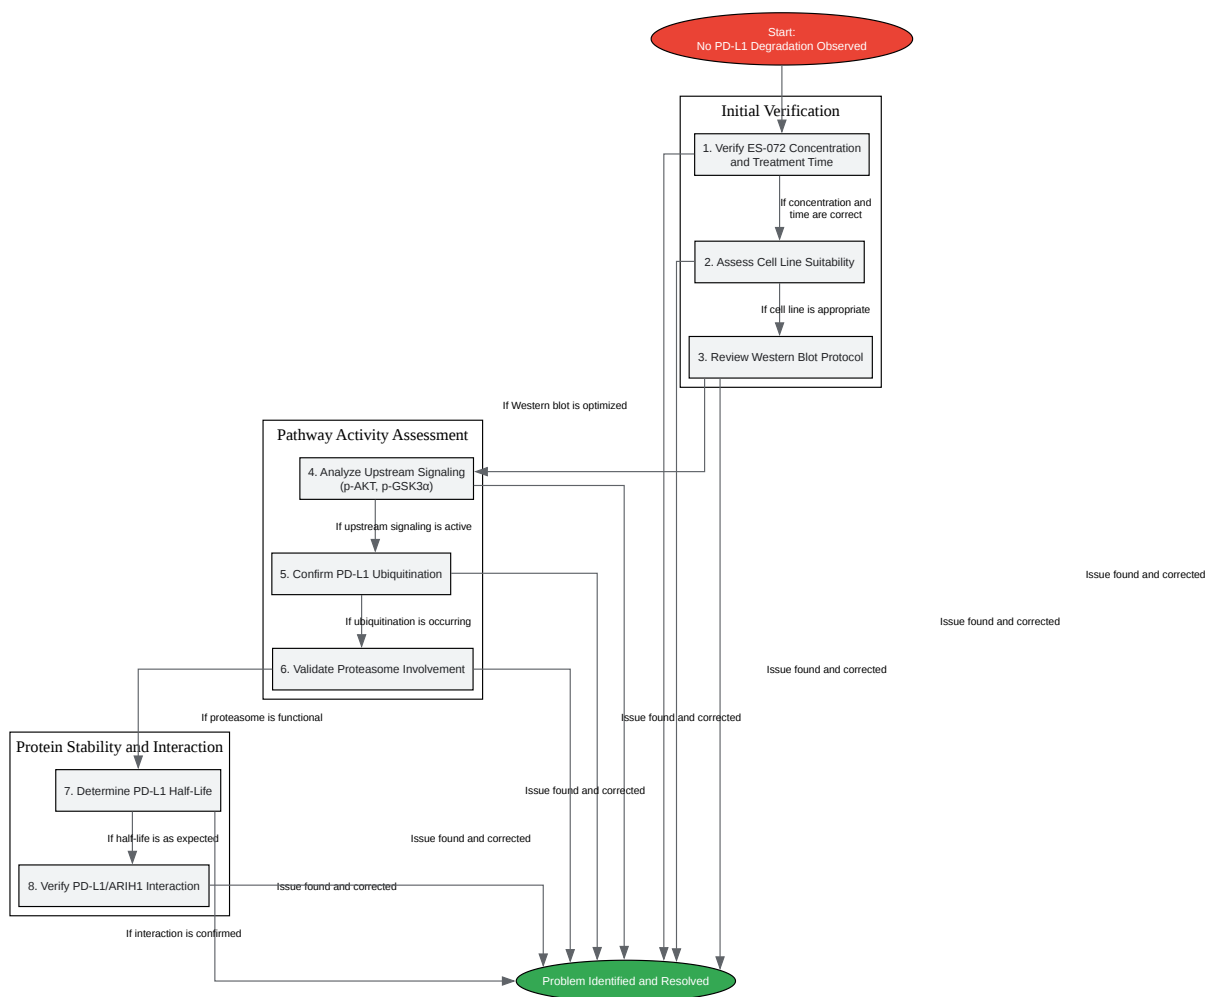 Start:
No PD-L1 Degradation Observed
Initial Verification
1. Verify ES-072 Concentration
and Treatment Time
If concentration and
time are correct
2. Assess Cell Line Suitability
If cell line is appropriate
3. Review Western Blot Protocol
If Western blot is optimized
Pathway Activity Assessment
4. Analyze Upstream Signaling
(p-AKT, p-GSK3α)
If upstream signaling is active
5. Confirm PD-L1 Ubiquitination
Issue found and corrected
If ubiquitination is occurring
Issue found and corrected
6. Validate Proteasome Involvement
Issue found and corrected
If proteasome is functional
Issue found and corrected
Protein Stability and Interaction
7. Determine PD-L1 Half-Life
Issue found and corrected
If half-life is as expected
Issue found and corrected
8. Verify PD-L1/ARIH1 Interaction
Issue found and corrected
If interaction is confirmed
Problem Identified and Resolved